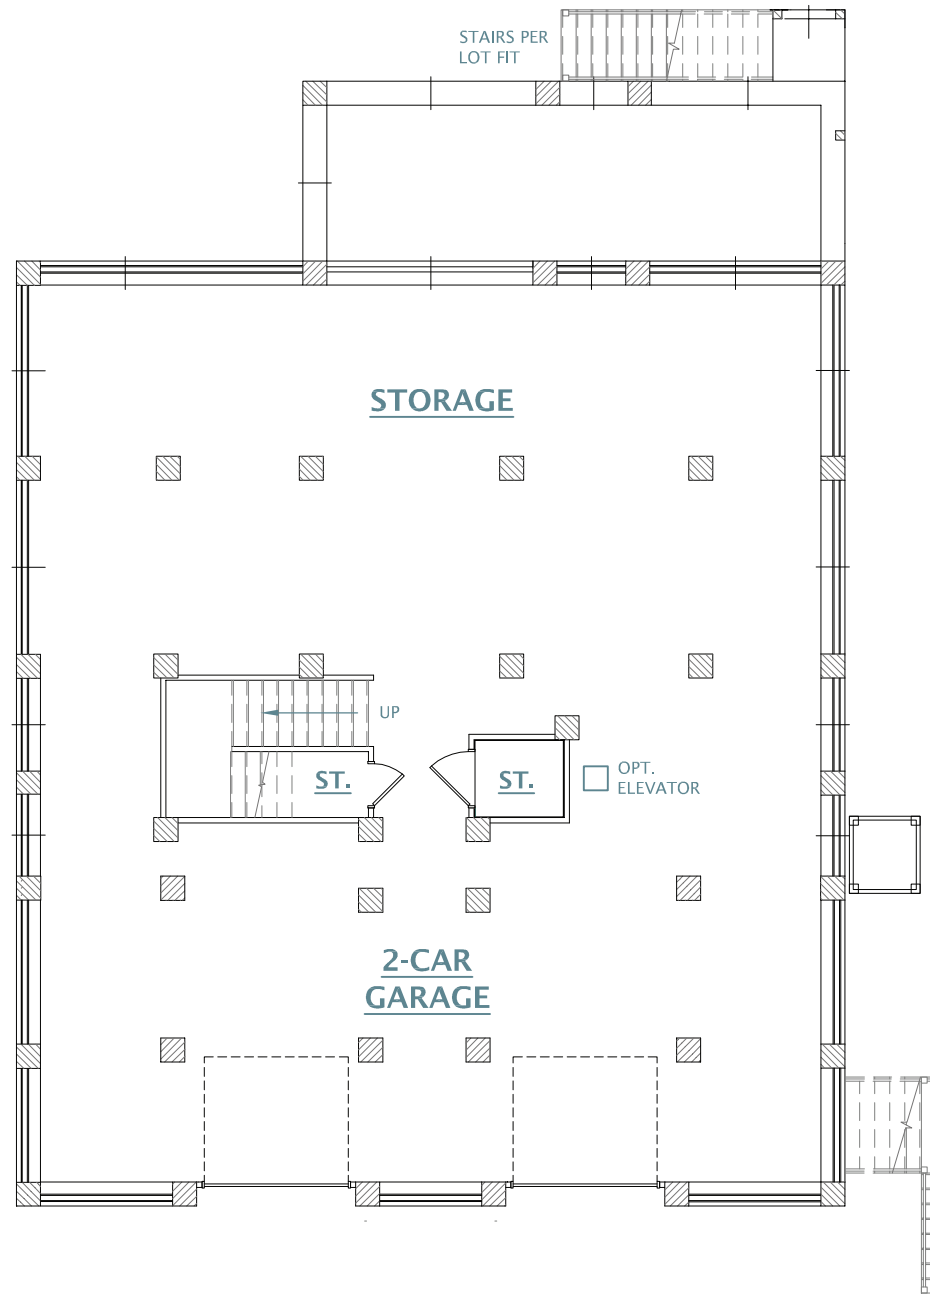 STAIRS PER
LOT FIT
STORAGE
UP
ST.
ST.
OPT.
ELEVATOR
2-CAR
GARAGE